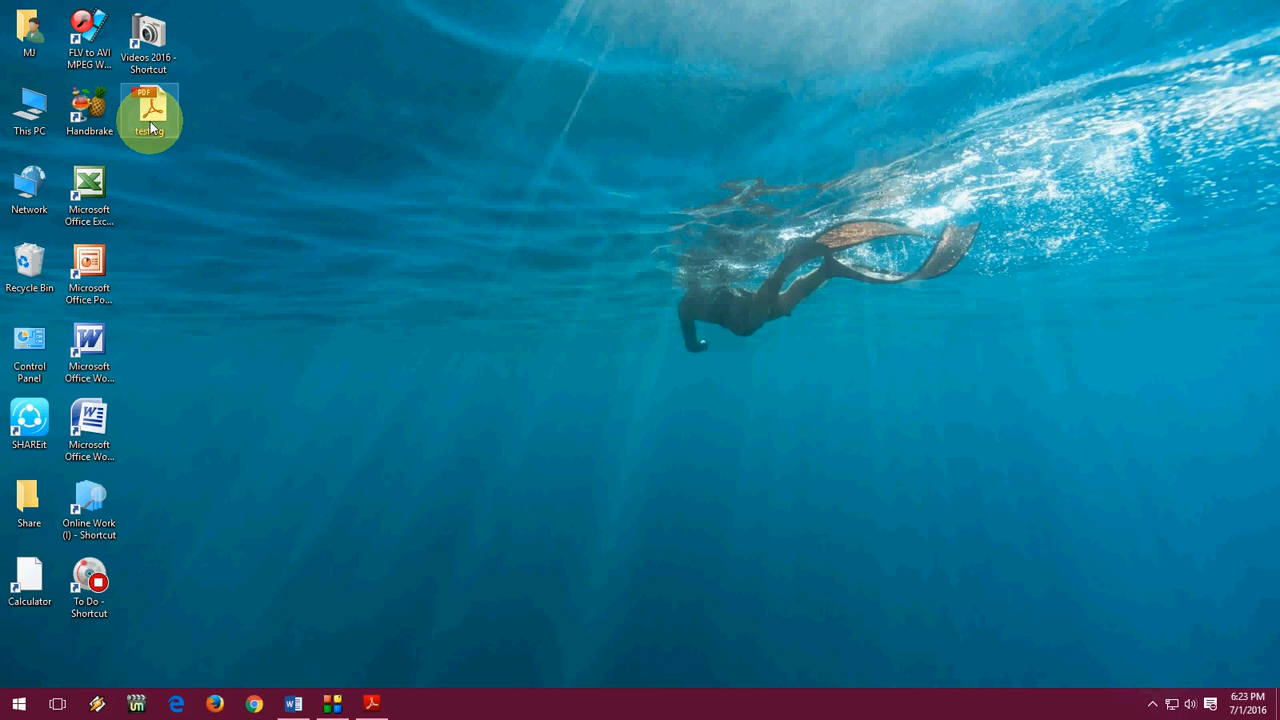 MJ
FLV to AVI
MPEG W...
Videos 2016 -
Shortcut
This PC
Handbrake
PDF
Network
Microsoft
Office Exc...
Recycle Bin
Microsoft
Office Po...
Control
Panel
Microsoft
Office Wo...
SHAREit
Microsoft
Office Wo...
Share
Online Work
(I) - Shortcut
Calculator
To Do -
Shortcut
6:23 PM
7/1/2016